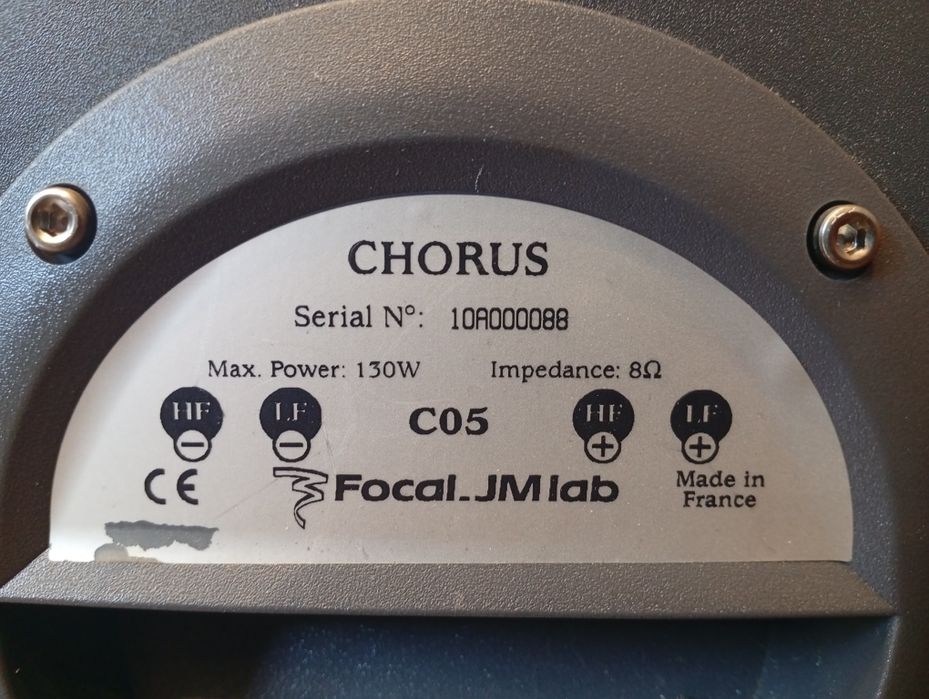 CHORUS
Serial N°: 10A000088
Max. Power: 130W Impedance: 8Ω
HF LF C05 HF LF
− − + +
CE Focal-JMlab Made in
France